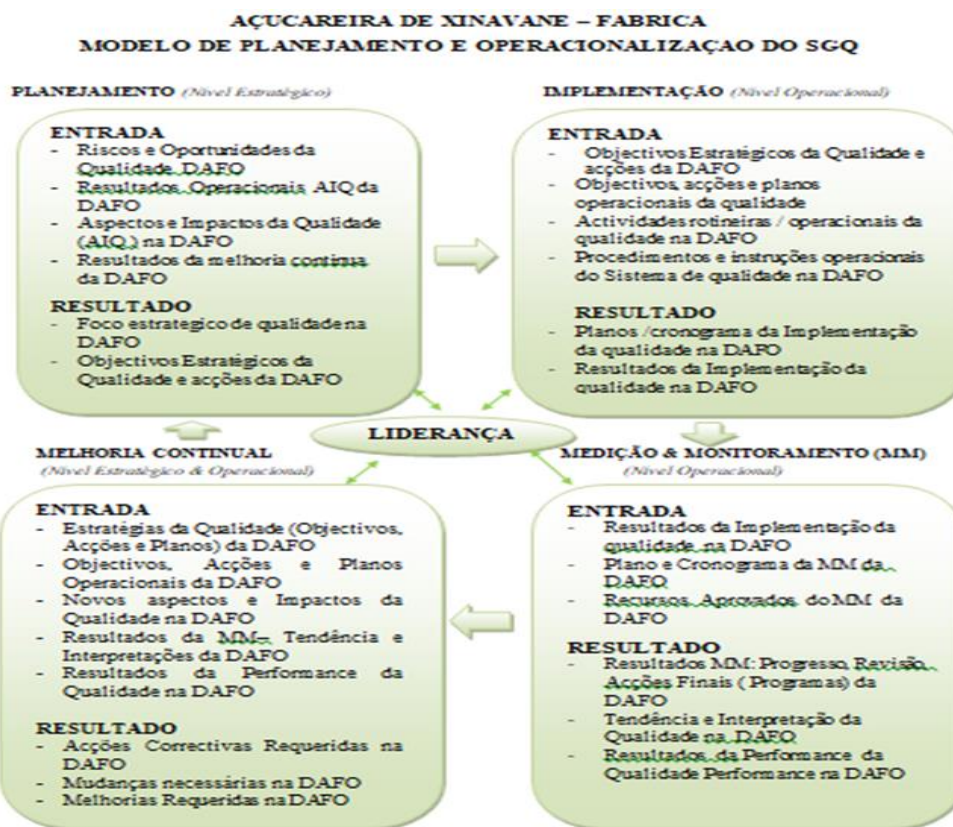 AÇUCAREIRA DE XINAVANE – FABRICA
MODELO DE PLANEJAMENTO E OPERACIONALIZAÇAO DO SGQ
PLANEJAMENTO (Nivel Estratégico)
ENTRADA
- Riscos e Oportunidades da
Qualidade DAFO
- Resultados Operacionais AIQ da
DAFO
- Aspectos e Impactos da Qualidade
(AIQ ) na DAFO
- Resultados da melhoria continua
da DAFO
RESULTADO
- Foco estrategico de qualidade na
DAFO
- Objectivos Estratégicos da
Qualidade e acções da DAFO
IMPLEMENTAÇÃO (Nivel Operacional)
ENTRADA
- Objectivos Estratégicos da Qualidade e
acções da DAFO
- Objectivos, acções e planos
operacionais da qualidade
- Actividades rotineiras / operacionais da
qualidade na DAFO
- Procedimentos e instruções operacionais
do Sistema de qualidade na DAFO
RESULTADO
- Planos /cronograma da Implementação
da qualidade na DAFO
- Resultados da Implementação da
qualidade na DAFO
LIDERANÇA
MELHORIA CONTINUAL
(Nivel Estratégico & Operacional)
ENTRADA
- Estratégias da Qualidade (Objectivos,
Acções e Planos) da DAFO
- Objectivos, Acções e Planos
Operacionais da DAFO
- Novos aspectos e Impactos da
Qualidade na DAFO
- Resultados da MM– Tendência e
Interpretações da DAFO
- Resultados da Performance da
Qualidade na DAFO
RESULTADO
- Acções Correctivas Requeridas na
DAFO
- Mudanças necessárias na DAFO
- Melhorias Requeridas na DAFO
MEDIÇÃO & MONITORAMENTO (MM)
(Nivel Operacional)
ENTRADA
- Resultados da Implementação da
qualidade na DAFO
- Plano e Cronograma da MM da
DAFO
- Recursos Aprovados do MM da
DAFO
RESULTADO
- Resultados MM: Progresso, Revisão,
Acções Finais ( Programas) da
DAFO
- Tendência e Interpretação da
Qualidade na DAFO
- Resultados da Performance da
Qualidade Performance na DAFO